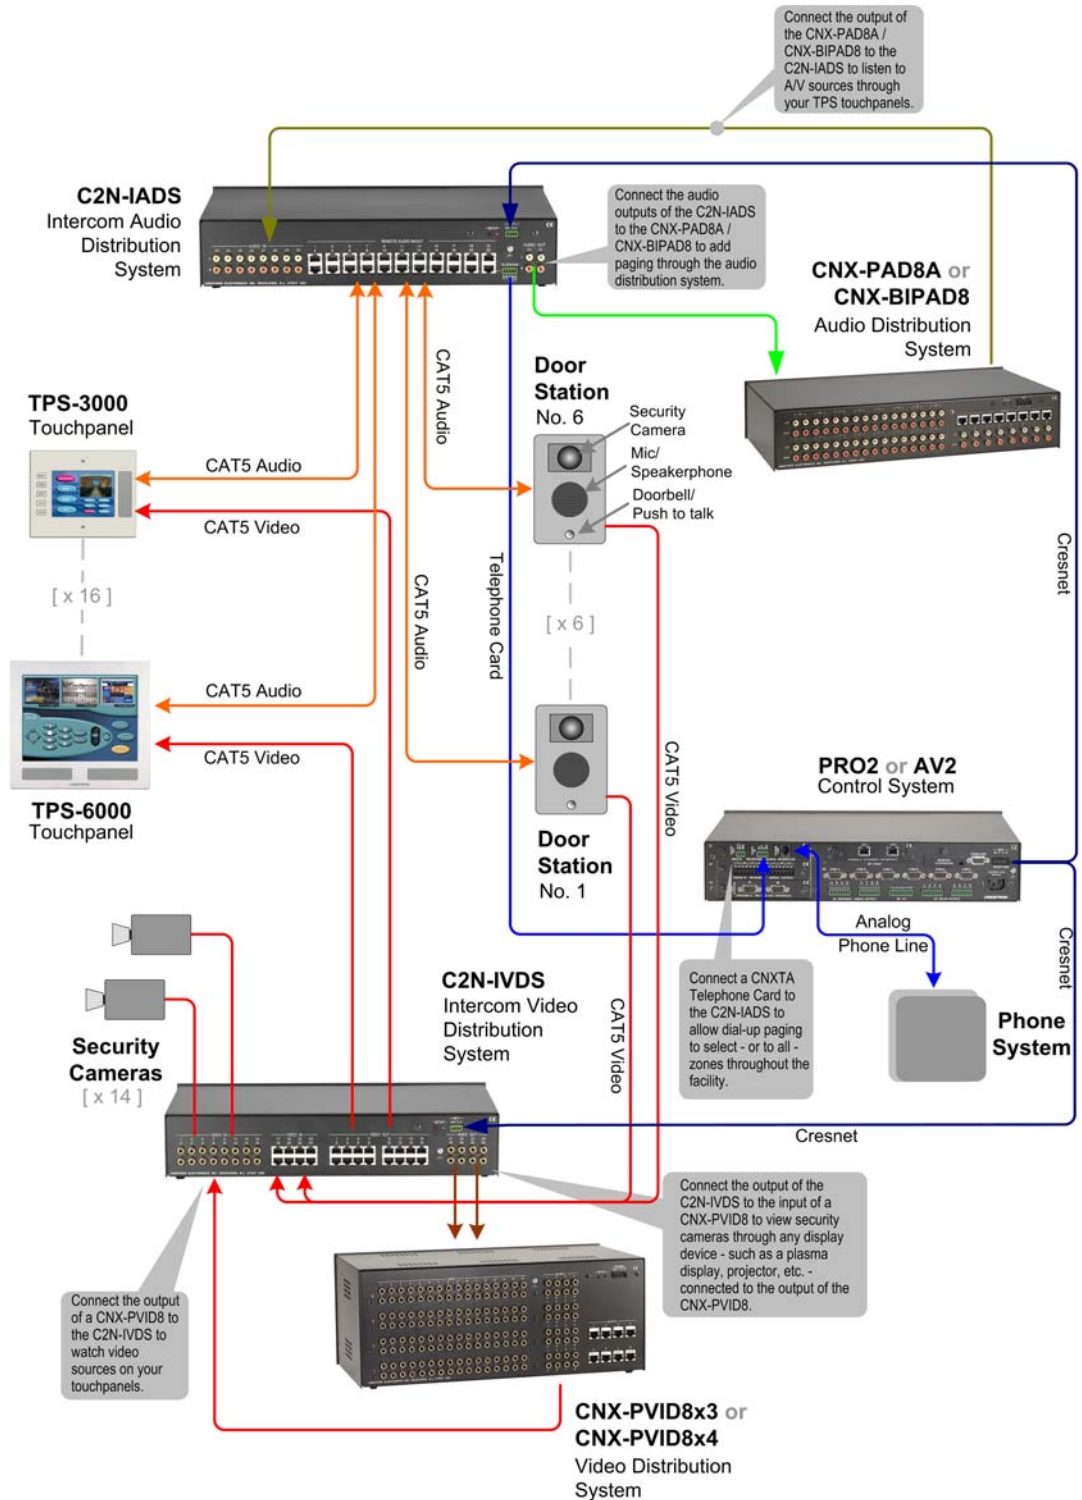 Connect the output of
the CNX-PAD8A /
CNX-BIPAD8 to the
C2N-IADS to listen to
A/V sources through
your TPS touchpanels.
C2N-IADS
Intercom Audio
Distribution
System
Connect the audio
outputs of the C2N-IADS
to the CNX-PAD8A /
CNX-BIPAD8 to add
paging through the audio
distribution system.
CNX-PAD8A or
CNX-BIPAD8
Audio Distribution
System
TPS-3000
Touchpanel
CAT5 Audio
CAT5 Video
CAT5 Audio
Door
Station
No. 6
Security
Camera
Mic/
Speakerphone
Doorbell/
Push to talk
Cresnet
[ x 16 ]
CAT5 Audio
Telephone Card
[ x 6 ]
CAT5 Audio
CAT5 Video
TPS-6000
Touchpanel
Door
Station
No. 1
CAT5 Video
PRO2 or AV2
Control System
Analog
Phone Line
Cresnet
Connect a CNXTA
Telephone Card to
the C2N-IADS to
allow dial-up paging
to select - or to all -
zones throughout the
facility.
Phone
System
C2N-IVDS
Intercom Video
Distribution
System
CAT5 Video
Security
Cameras
[ x 14 ]
Cresnet
Connect the output of the
C2N-IVDS to the input of a
CNX-PVID8 to view security
cameras through any display
device - such as a plasma
display, projector, etc. -
connected to the output of the
CNX-PVID8.
Connect the output
of a CNX-PVID8 to
the C2N-IVDS to
watch video
sources on your
touchpanels.
CNX-PVID8x3 or
CNX-PVID8x4
Video Distribution
System